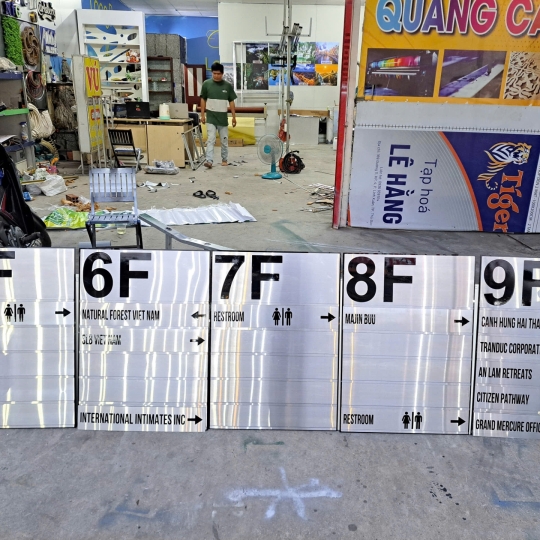 QUANG CA
Tạp hoá
LÊ HẰNG
Tiger
F
6F
NATURAL FOREST VIET NAM
SLB VIET NAM
INTERNATIONAL INTIMATES INC
7F
RESTROOM
8F
MAJIN BUU
RESTROOM
9F
CANH HUNG HAI THA
TRANDUC CORPORAT
AN LAM RETREATS
CITIZEN PATHWAY
GRAND MERCURE OFFIC